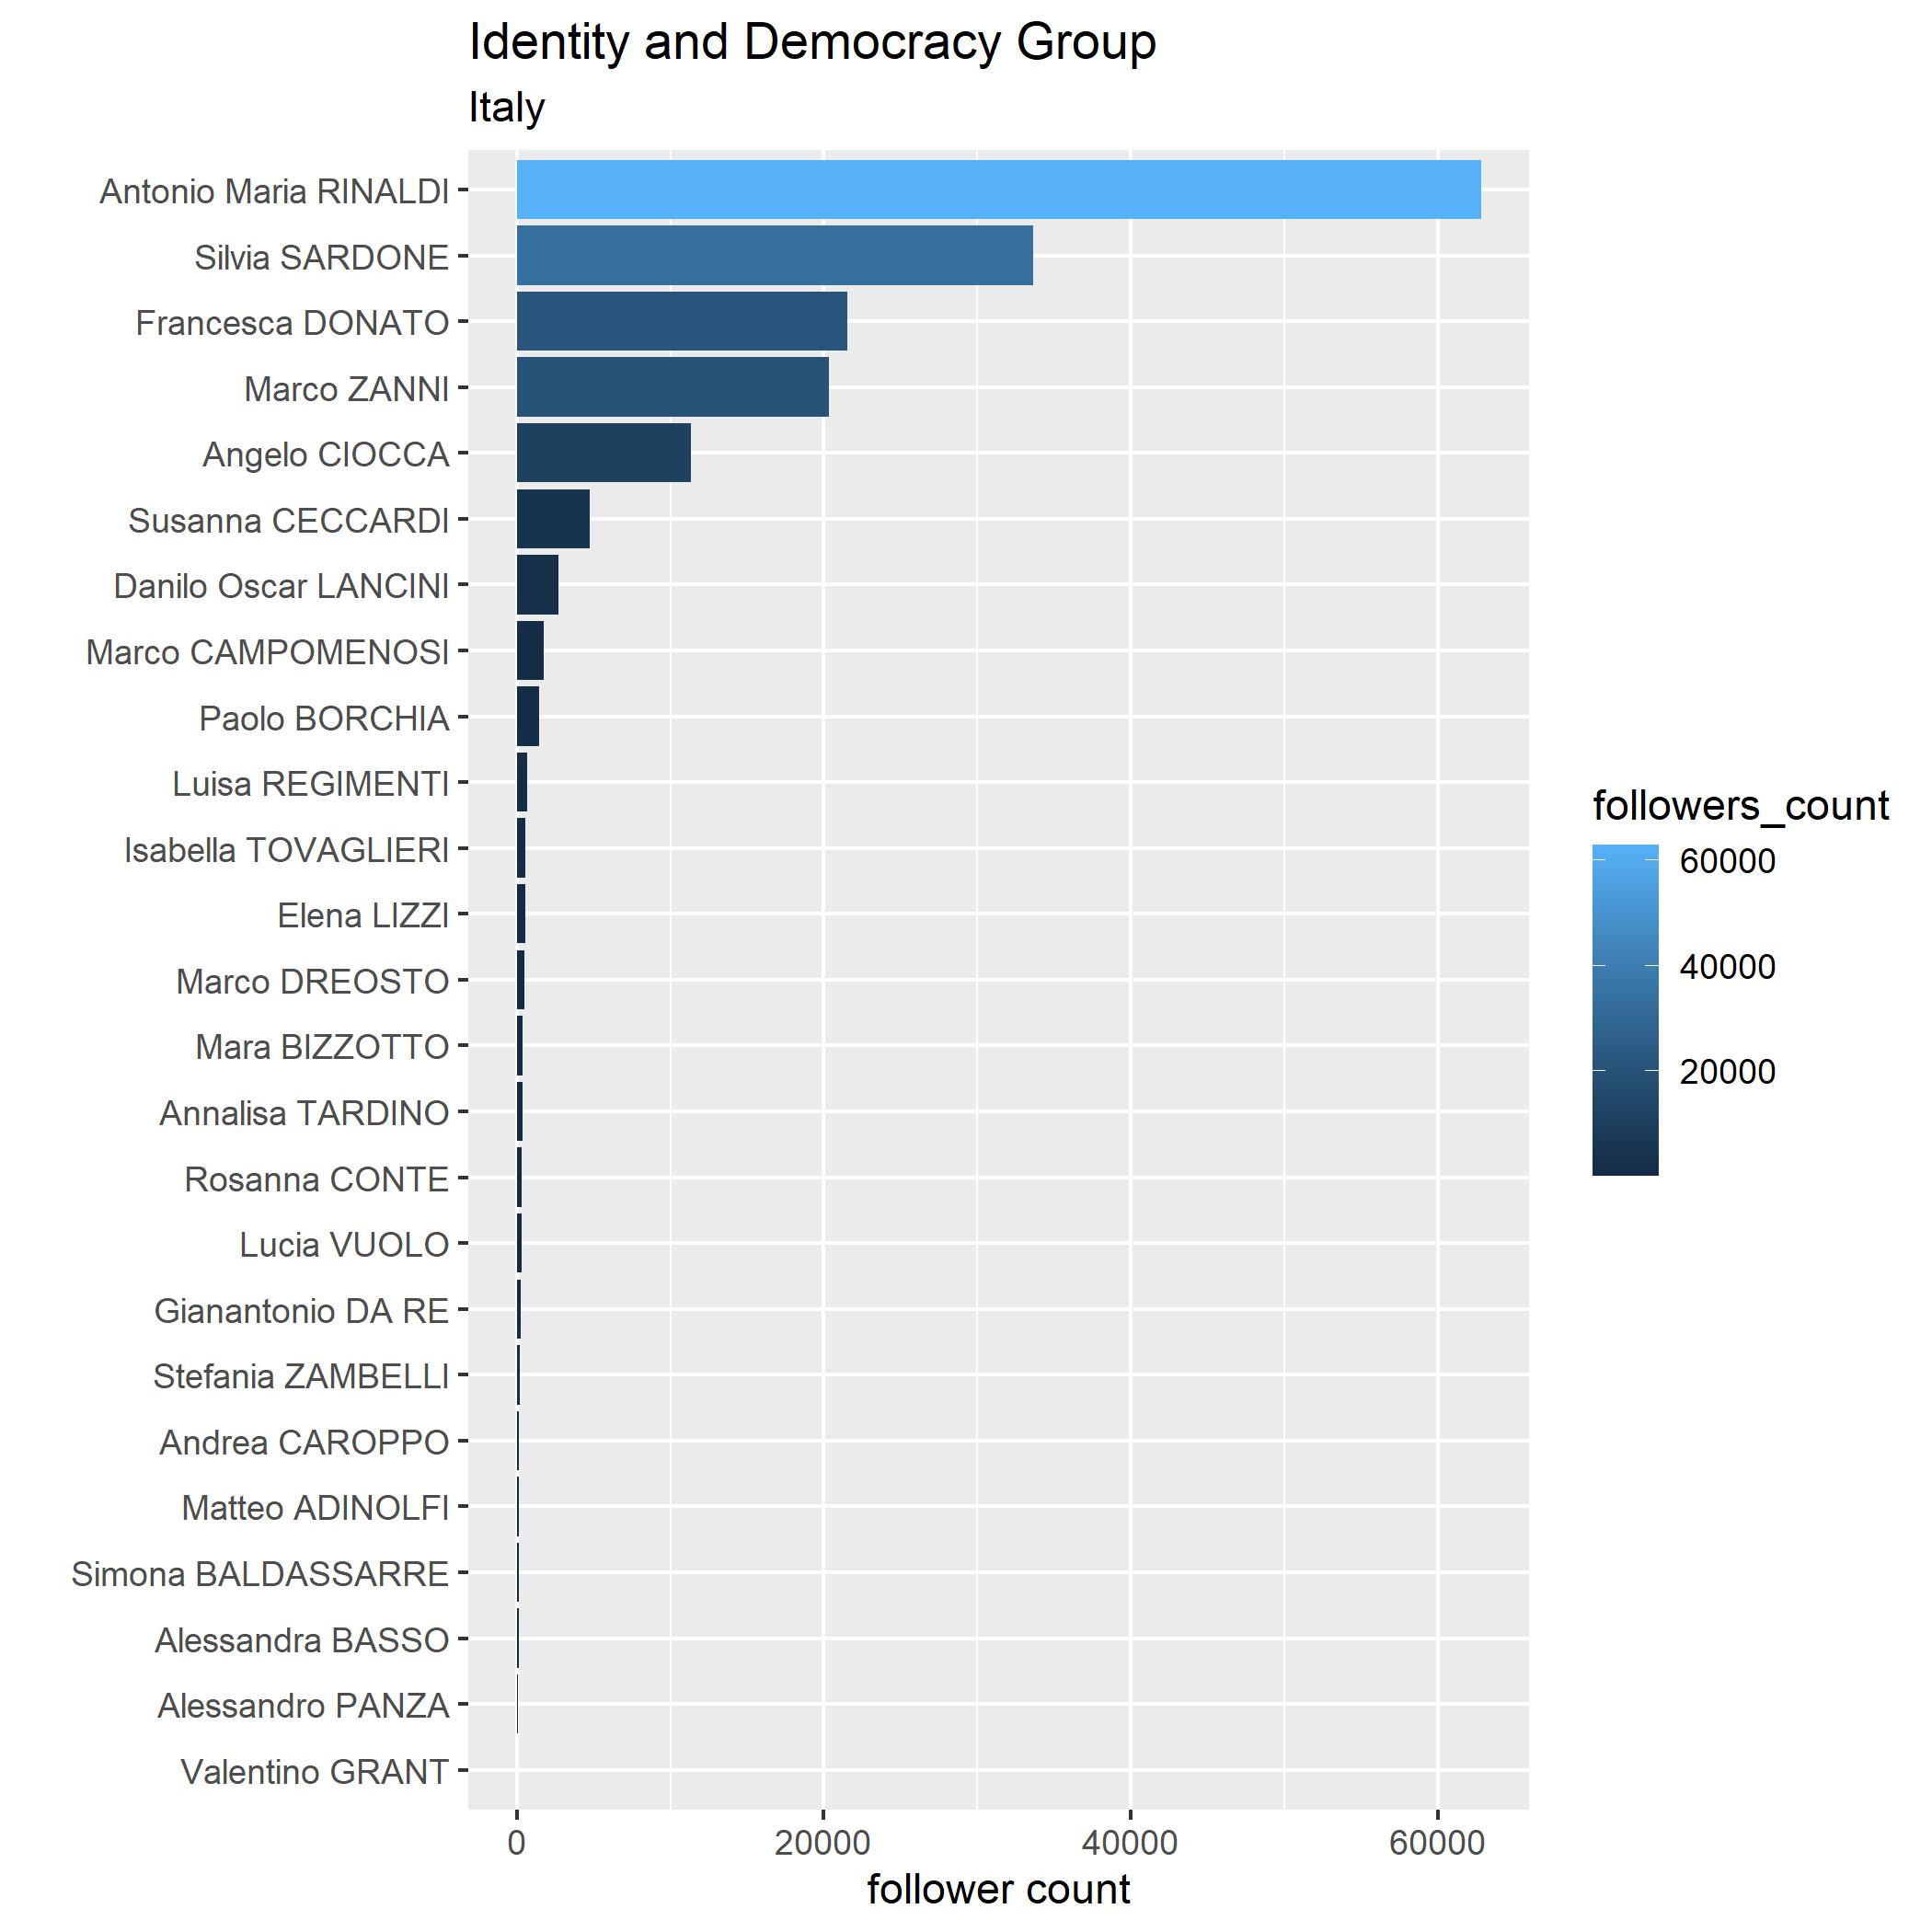 Identity and Democracy Group
Italy
Antonio Maria RINALDI
Silvia SARDONE
Francesca DONATO
Marco ZANNI
Angelo CIOCCA
Susanna CECCARDI
Danilo Oscar LANCINI
Marco CAMPOMENOSI
Paolo BORCHIA
Luisa REGIMENTI
Isabella TOVAGLIERI
Elena LIZZI
Marco DREOSTO
Mara BIZZOTTO
Annalisa TARDINO
Rosanna CONTE
Lucia VUOLO
Gianantonio DA RE
Stefania ZAMBELLI
Andrea CAROPPO
Matteo ADINOLFI
Simona BALDASSARRE
Alessandra BASSO
Alessandro PANZA
Valentino GRANT
0 20000 40000 60000
follower count
followers_count
60000
40000
20000